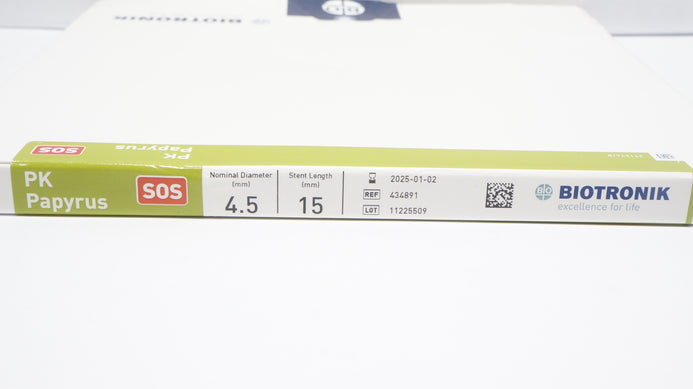 BIOTRONIK
SOS
PK
Papyrus
PK
Papyrus
SOS
Nominal Diameter
(mm)
4.5
Stent Length
(mm)
15
2025-01-02
REF 434891
LOT 11225509
BIO BIOTRONIK
excellence for life